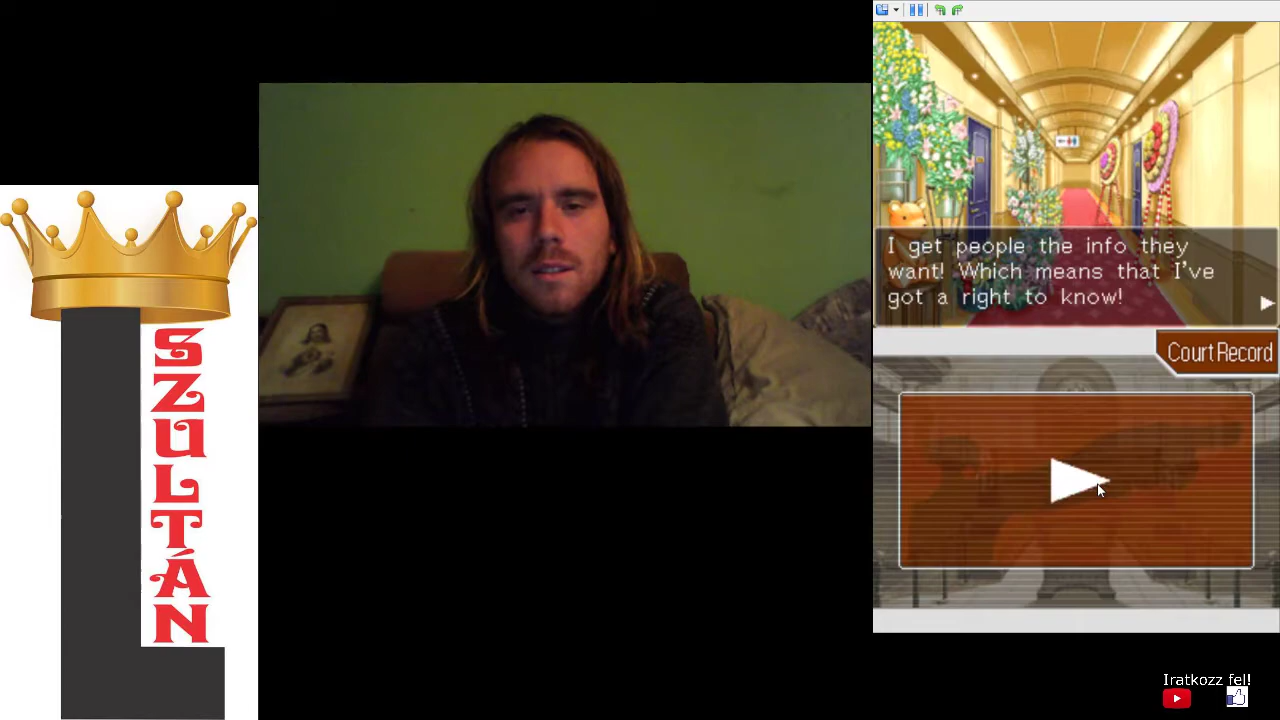 L
SZULTÁN
I get people the info they
want! Which means that I've
got a right to know!
Court Record
Iratkozz fel!